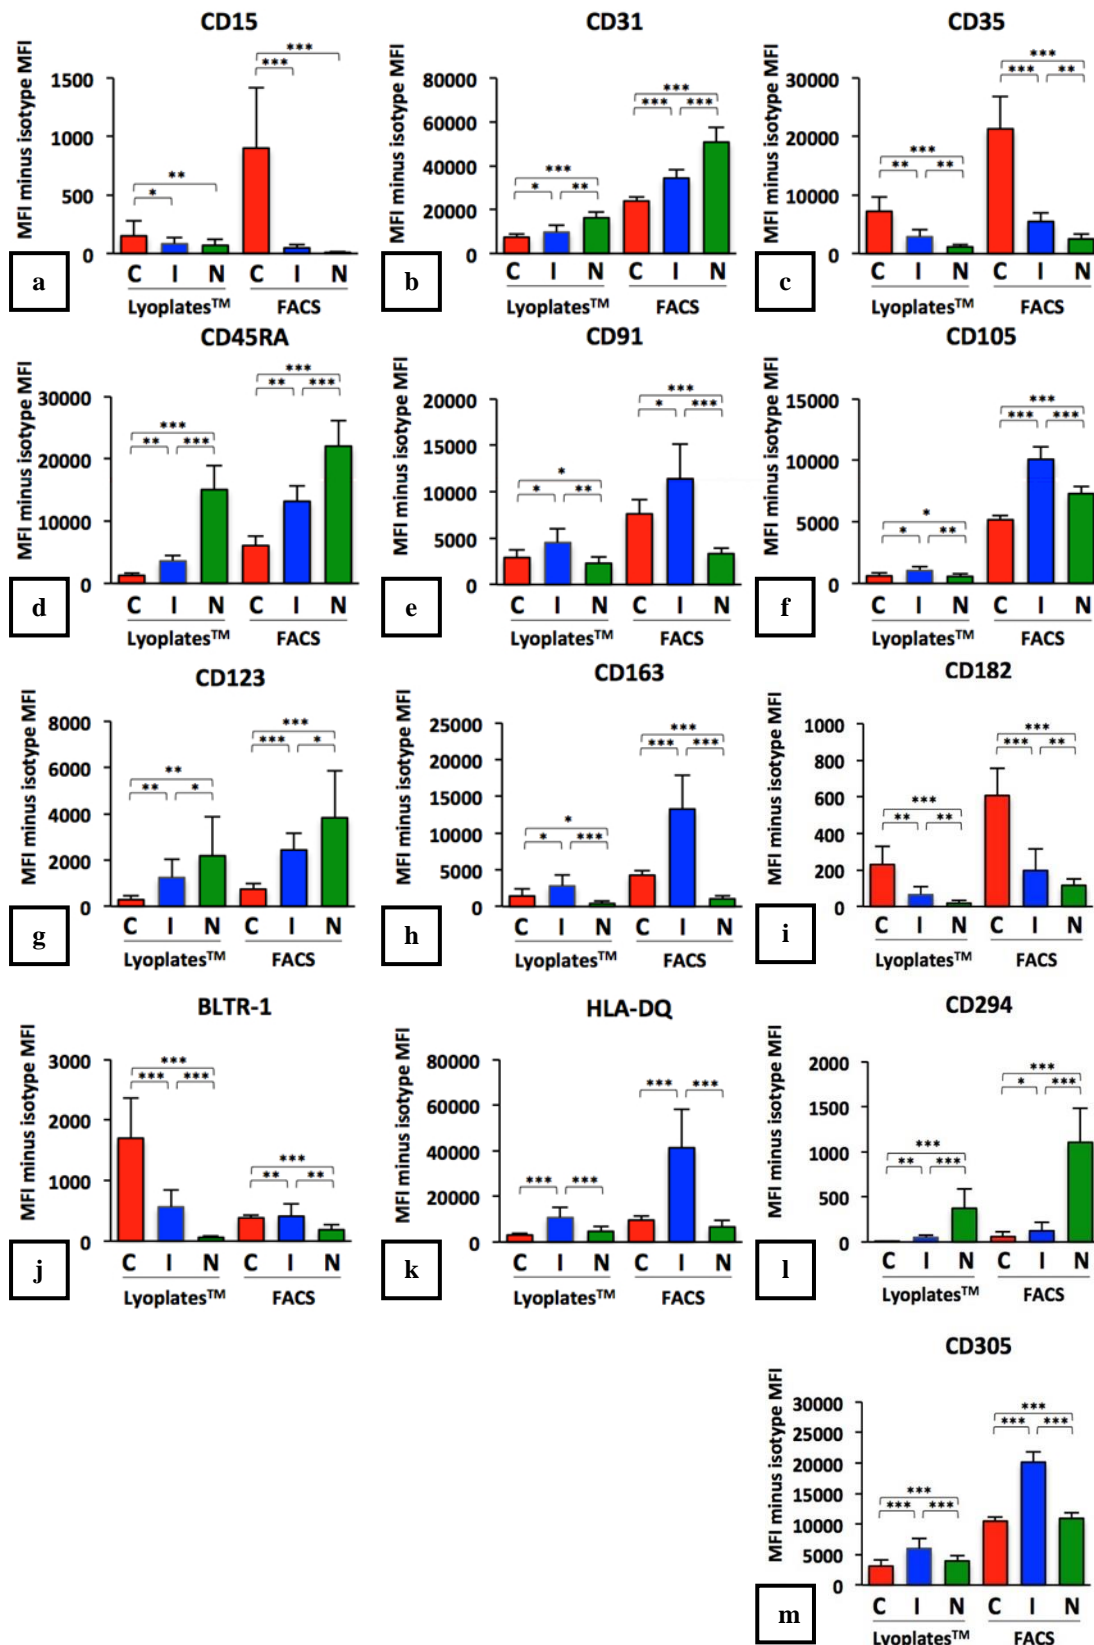 CD15
MFI minus isotype MFI
1500
1000
500
0
*
**
***
***
C I N C I N
Lyoplates™ FACS
a
CD31
MFI minus isotype MFI
80000
60000
40000
20000
0
***
*
**
***
***
***
C I N C I N
Lyoplates™ FACS
b
CD35
MFI minus isotype MFI
30000
20000
10000
0
***
**
**
***
***
**
C I N C I N
Lyoplates™ FACS
c
CD45RA
MFI minus isotype MFI
30000
20000
10000
0
***
**
***
***
**
***
C I N C I N
Lyoplates™ FACS
d
CD91
MFI minus isotype MFI
20000
15000
10000
5000
0
*
*
**
***
*
***
C I N C I N
Lyoplates™ FACS
e
CD105
MFI minus isotype MFI
15000
10000
5000
0
*
*
**
***
***
***
C I N C I N
Lyoplates™ FACS
f
CD123
MFI minus isotype MFI
8000
6000
4000
2000
0
**
**
*
***
***
*
C I N C I N
Lyoplates™ FACS
g
CD163
MFI minus isotype MFI
25000
20000
15000
10000
5000
0
*
*
***
***
***
***
C I N C I N
Lyoplates™ FACS
h
CD182
MFI minus isotype MFI
1000
800
600
400
200
0
***
**
**
***
***
**
C I N C I N
Lyoplates™ FACS
i
BLTR-1
MFI minus isotype MFI
3000
2000
1000
0
***
***
***
***
**
**
C I N C I N
Lyoplates™ FACS
j
HLA-DQ
MFI minus isotype MFI
80000
60000
40000
20000
0
***
***
***
***
C I N C I N
Lyoplates™ FACS
k
CD294
MFI minus isotype MFI
2000
1500
1000
500
0
***
**
***
***
*
***
C I N C I N
Lyoplates™ FACS
l
CD305
MFI minus isotype MFI
30000
25000
20000
15000
10000
5000
0
***
***
***
***
***
***
C I N C I N
Lyoplates™ FACS
m